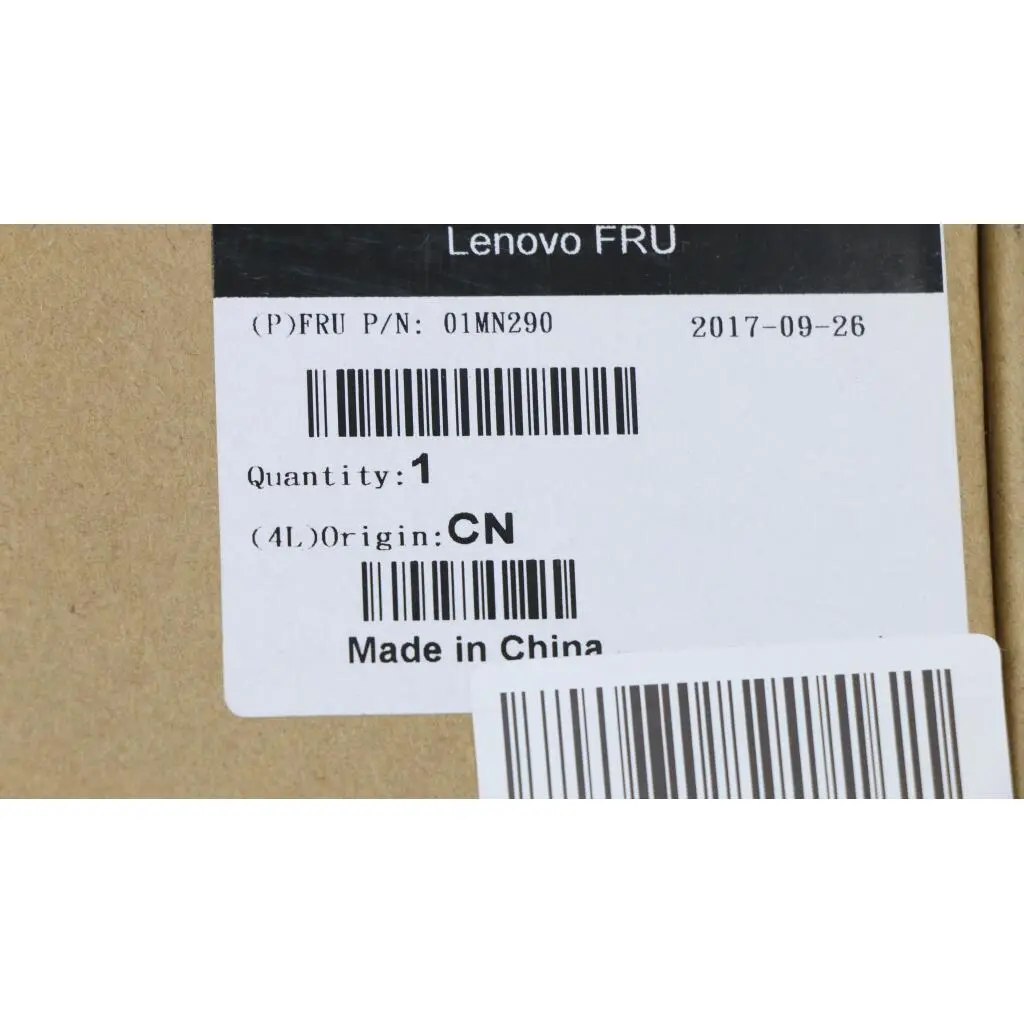 Lenovo FRU
(P)FRU P/N: 01MN290 2017-09-26
Quantity:1
(4L)Origin:CN
Made in China